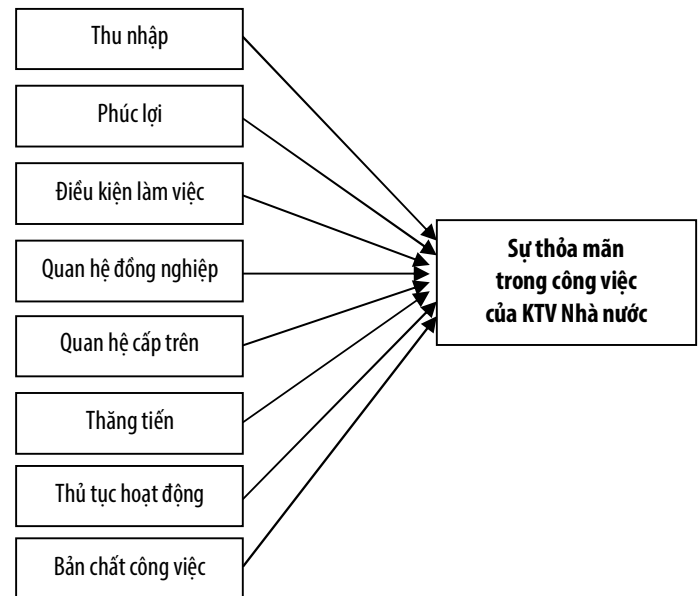 Thu nhập
Phúc lợi
Điều kiện làm việc
Quan hệ đồng nghiệp
Quan hệ cấp trên
Thăng tiến
Thủ tục hoạt động
Bản chất công việc
Sự thỏa mãn
trong công việc
của KTV Nhà nước